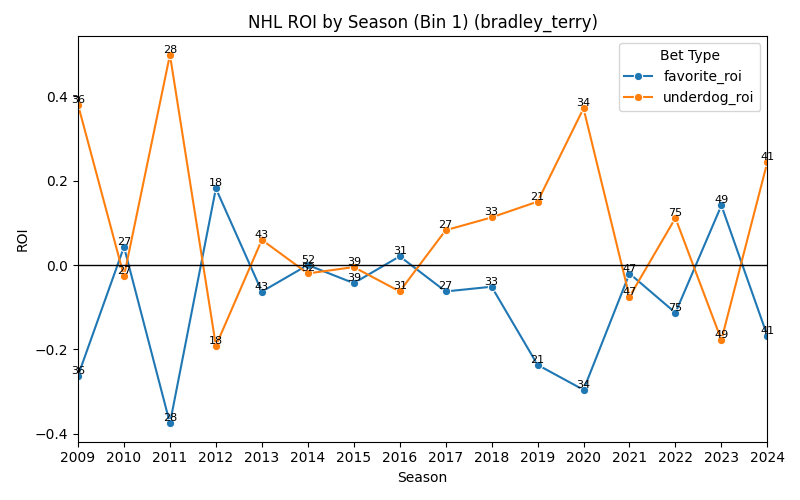 NHL ROI by Season (Bin 1) (bradley_terry)
Bet Type
favorite_roi
underdog_roi
ROI
0.4
0.2
0.0
−0.2
−0.4
36 27 28 18 43 52 39 31 27 33 21 34 47 75 49 41
36 27 28 18 43 52 39 31 27 33 21 34 47 75 49 41
2009 2010 2011 2012 2013 2014 2015 2016 2017 2018 2019 2020 2021 2022 2023 2024
Season